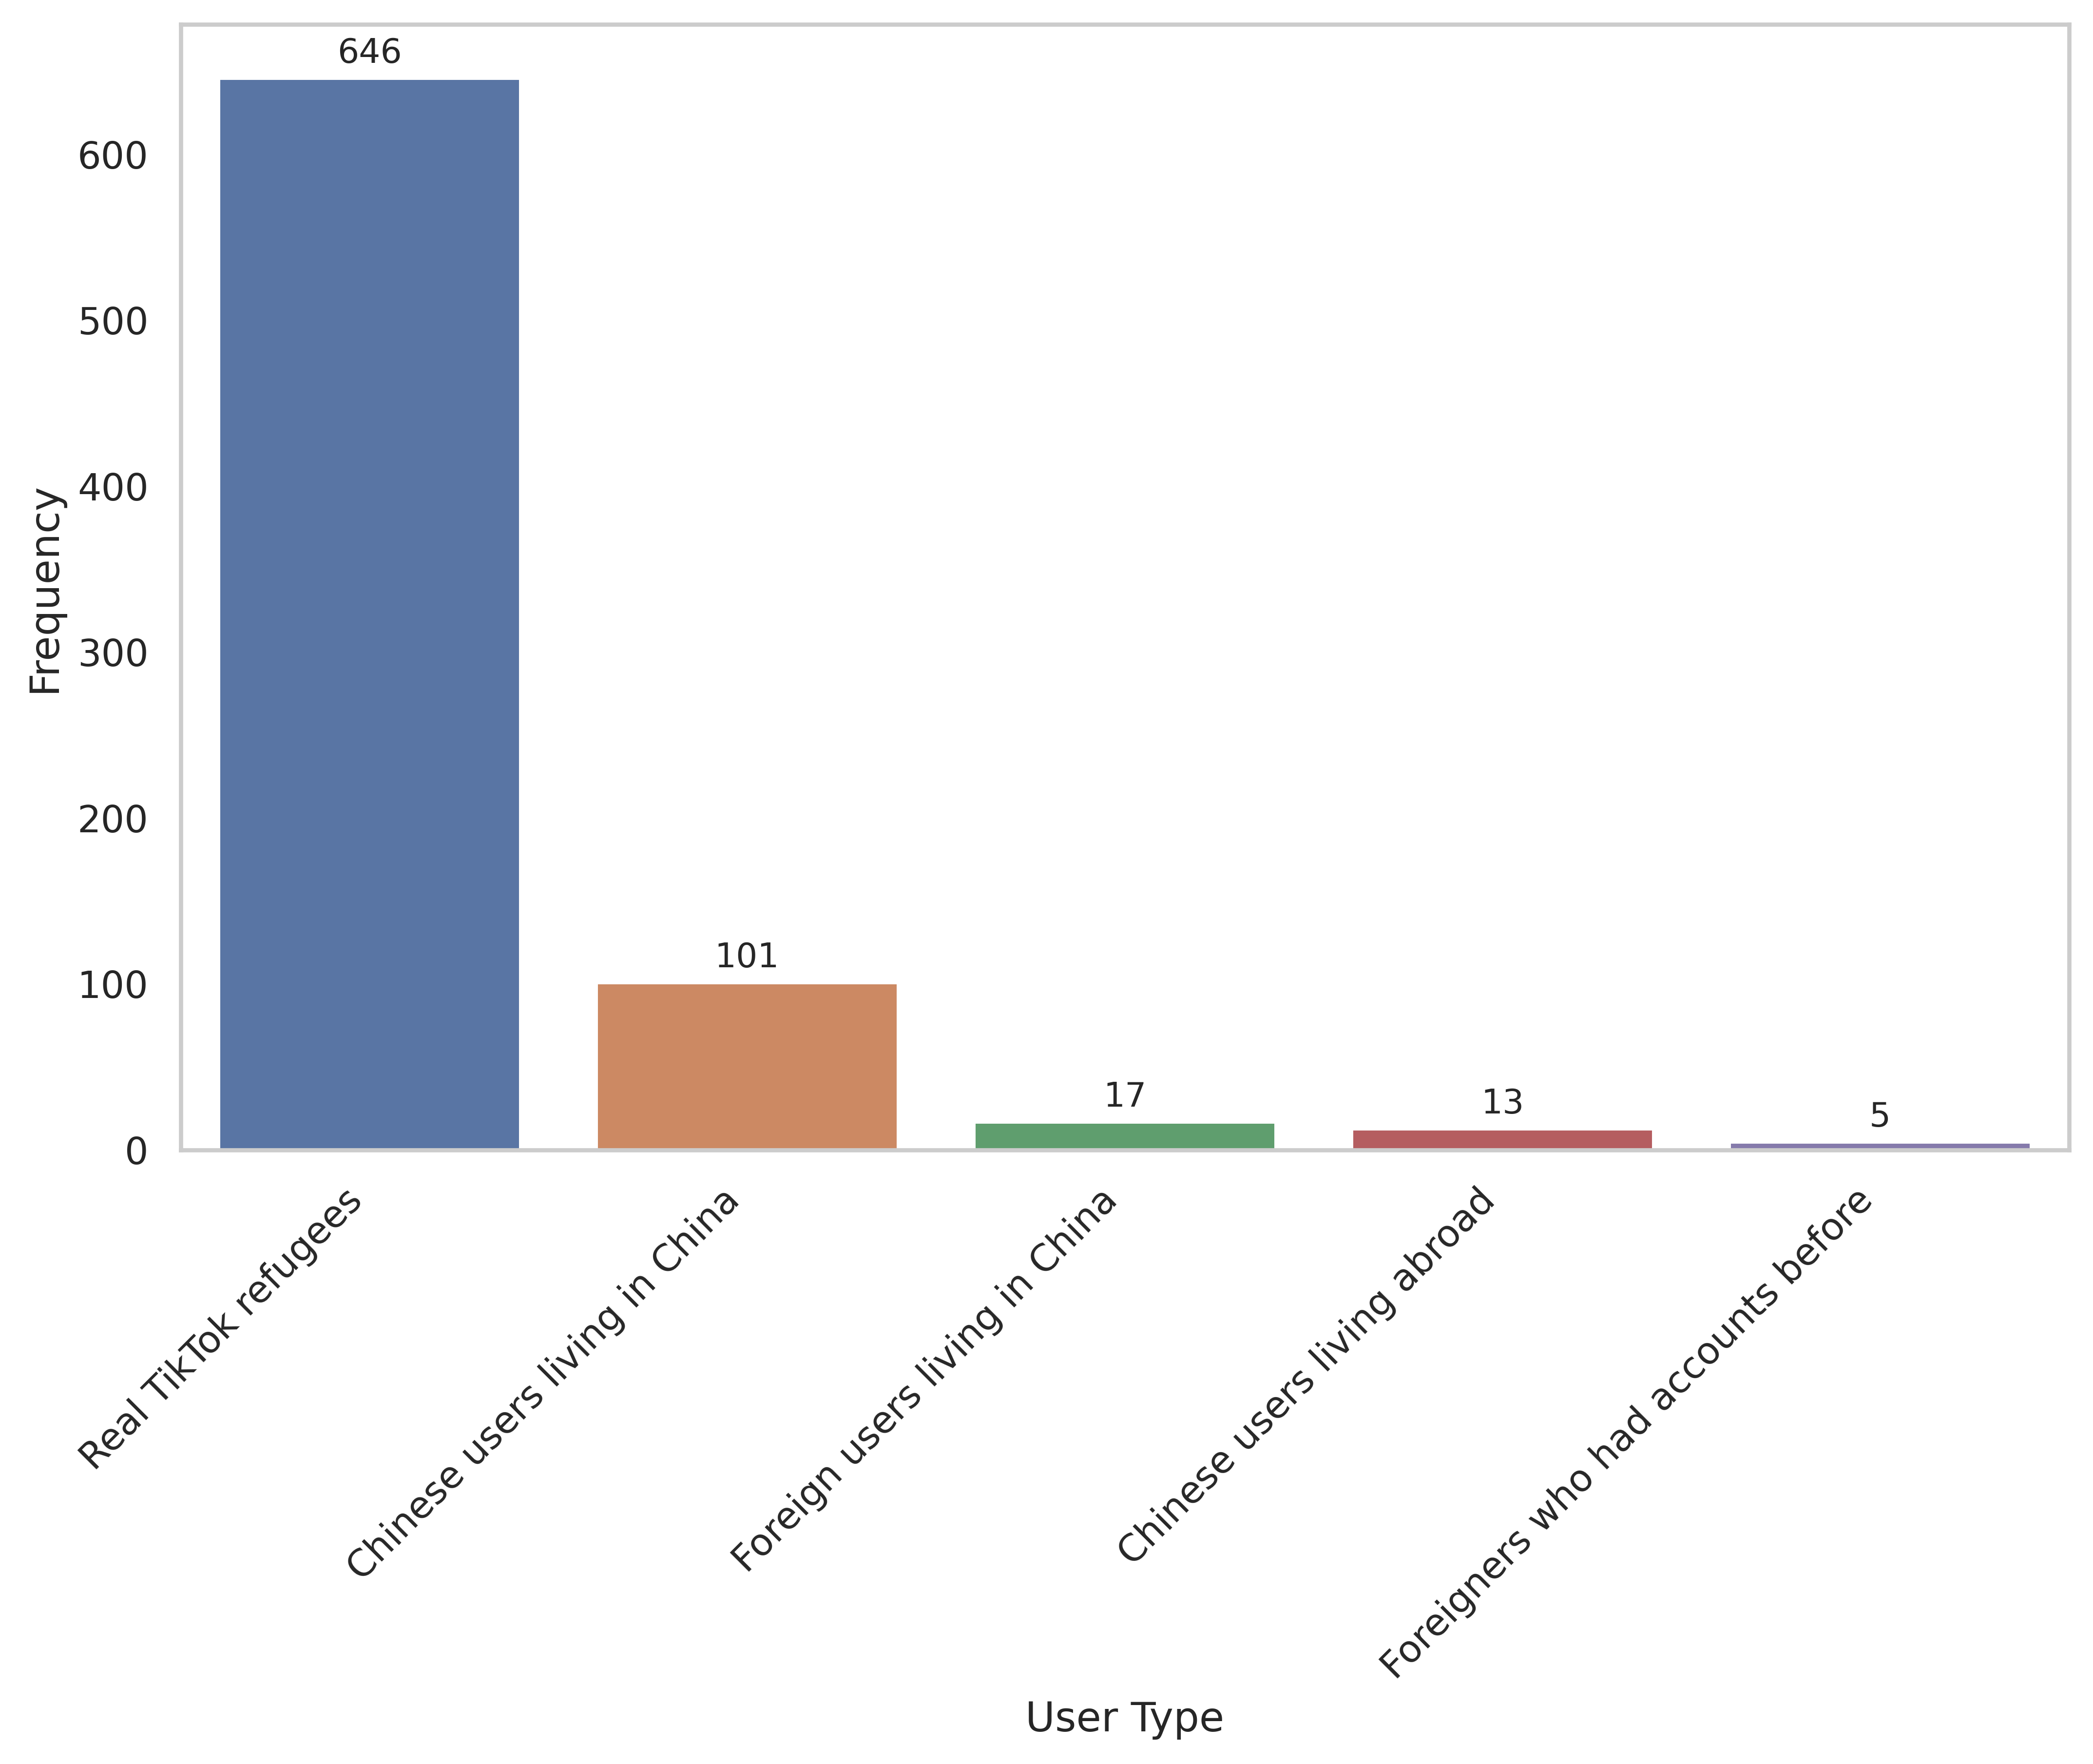 646
600
500
400
300
200
100
0
Frequency
101
17
13
5
Real TikTok refugees
Chinese users living in China
Foreign users living in China
Chinese users living abroad
Foreigners who had accounts before
User Type